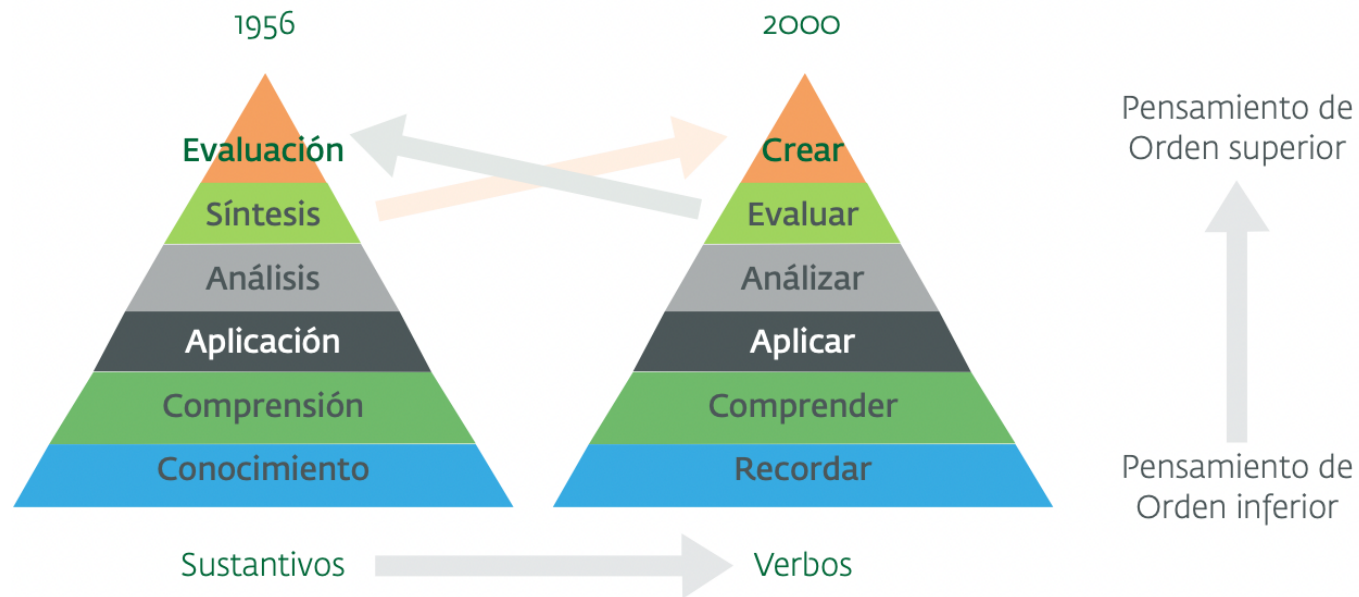 1956
Evaluación
Síntesis
Análisis
Aplicación
Comprensión
Conocimiento
Sustantivos
2000
Crear
Evaluar
Análizar
Aplicar
Comprender
Recordar
Verbos
Pensamiento de
Orden superior
Pensamiento de
Orden inferior